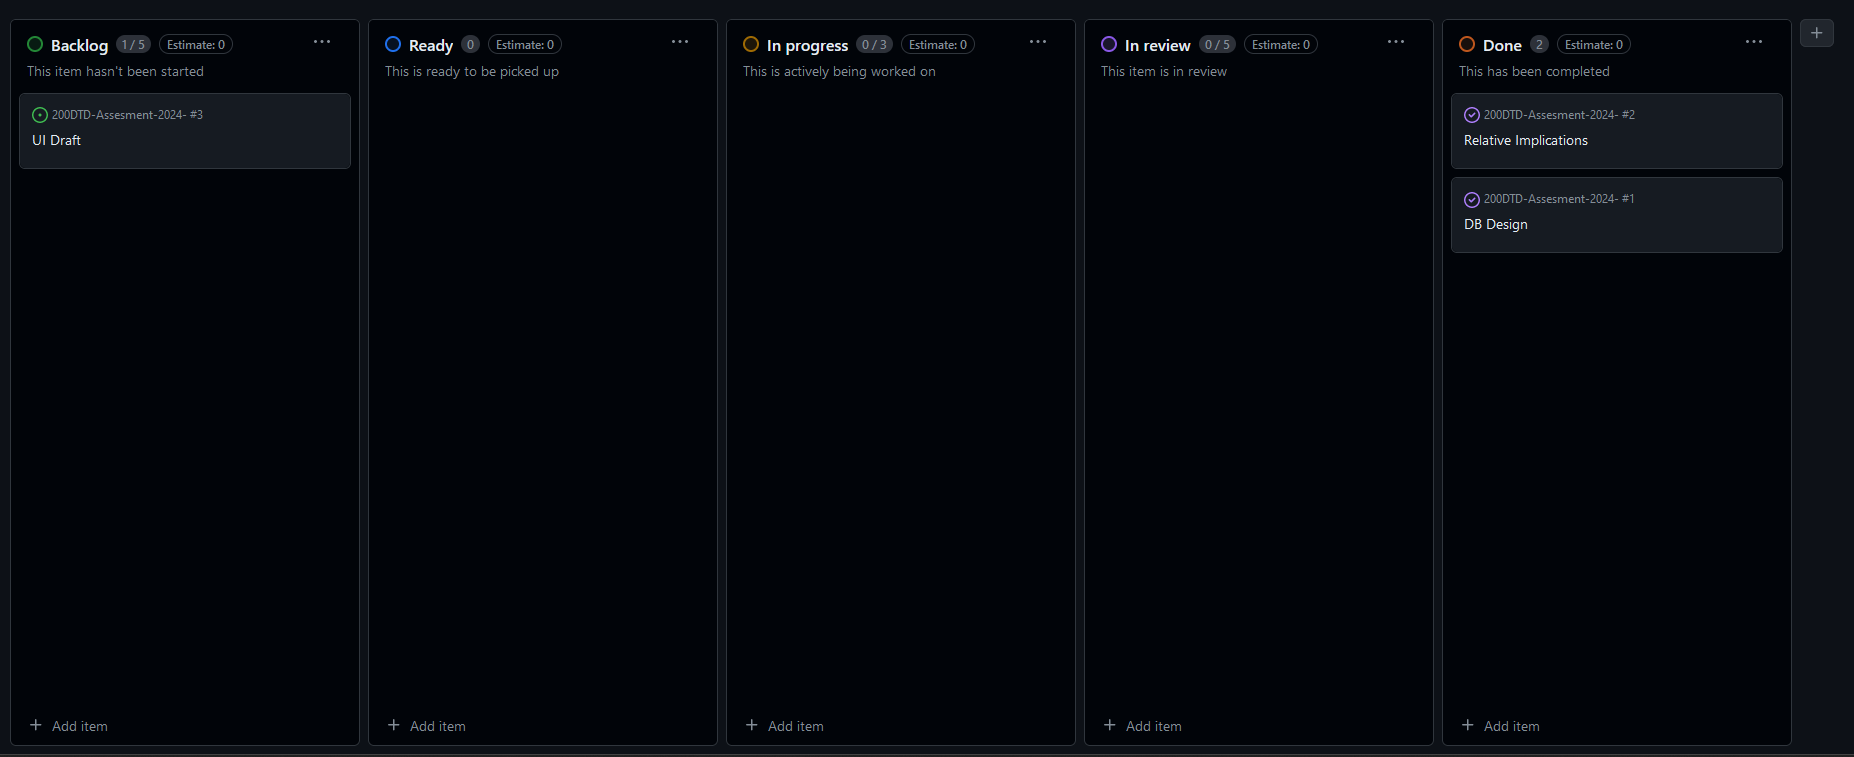 Backlog 1 / 5 Estimate: 0 ...
This item hasn't been started
200DTD-Assesment-2024- #3
UI Draft
+ Add item
Ready 0 Estimate: 0 ...
This is ready to be picked up
+ Add item
In progress 0 / 3 Estimate: 0 ...
This is actively being worked on
+ Add item
In review 0 / 5 Estimate: 0 ...
This item is in review
+ Add item
Done 2 Estimate: 0 ...
This has been completed
200DTD-Assesment-2024- #2
Relative Implications
200DTD-Assesment-2024- #1
DB Design
+ Add item
+